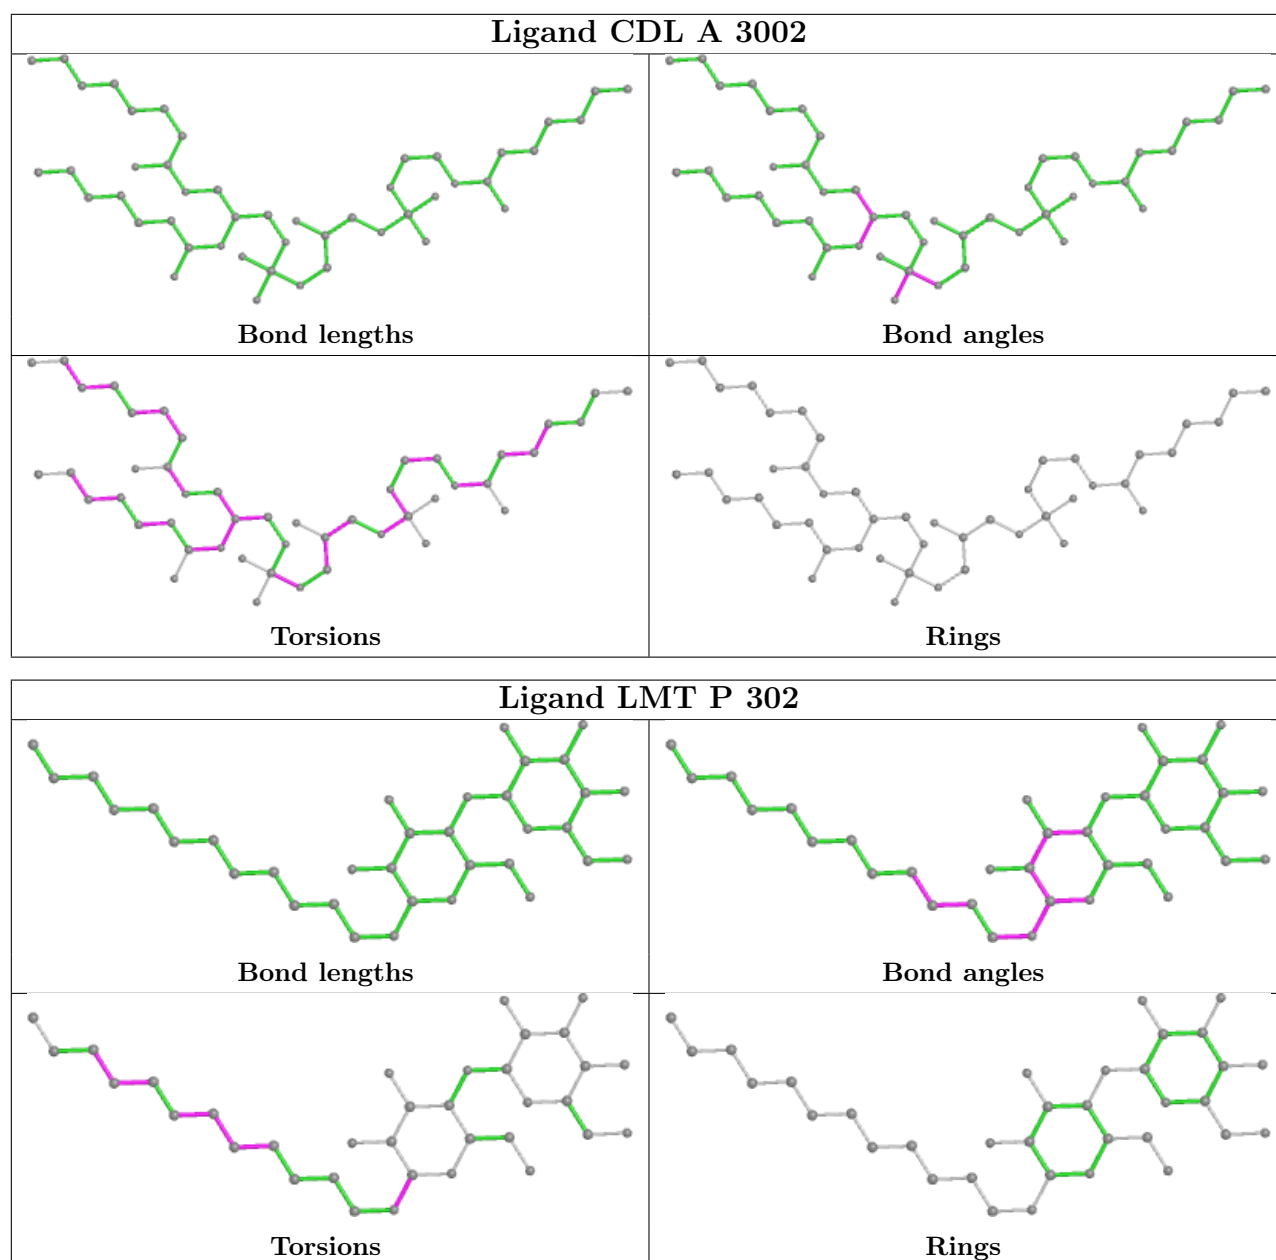 Ligand CDL A 3002
Bond lengths
Bond angles
Torsions
Rings
Ligand LMT P 302
Bond lengths
Bond angles
Torsions
Rings